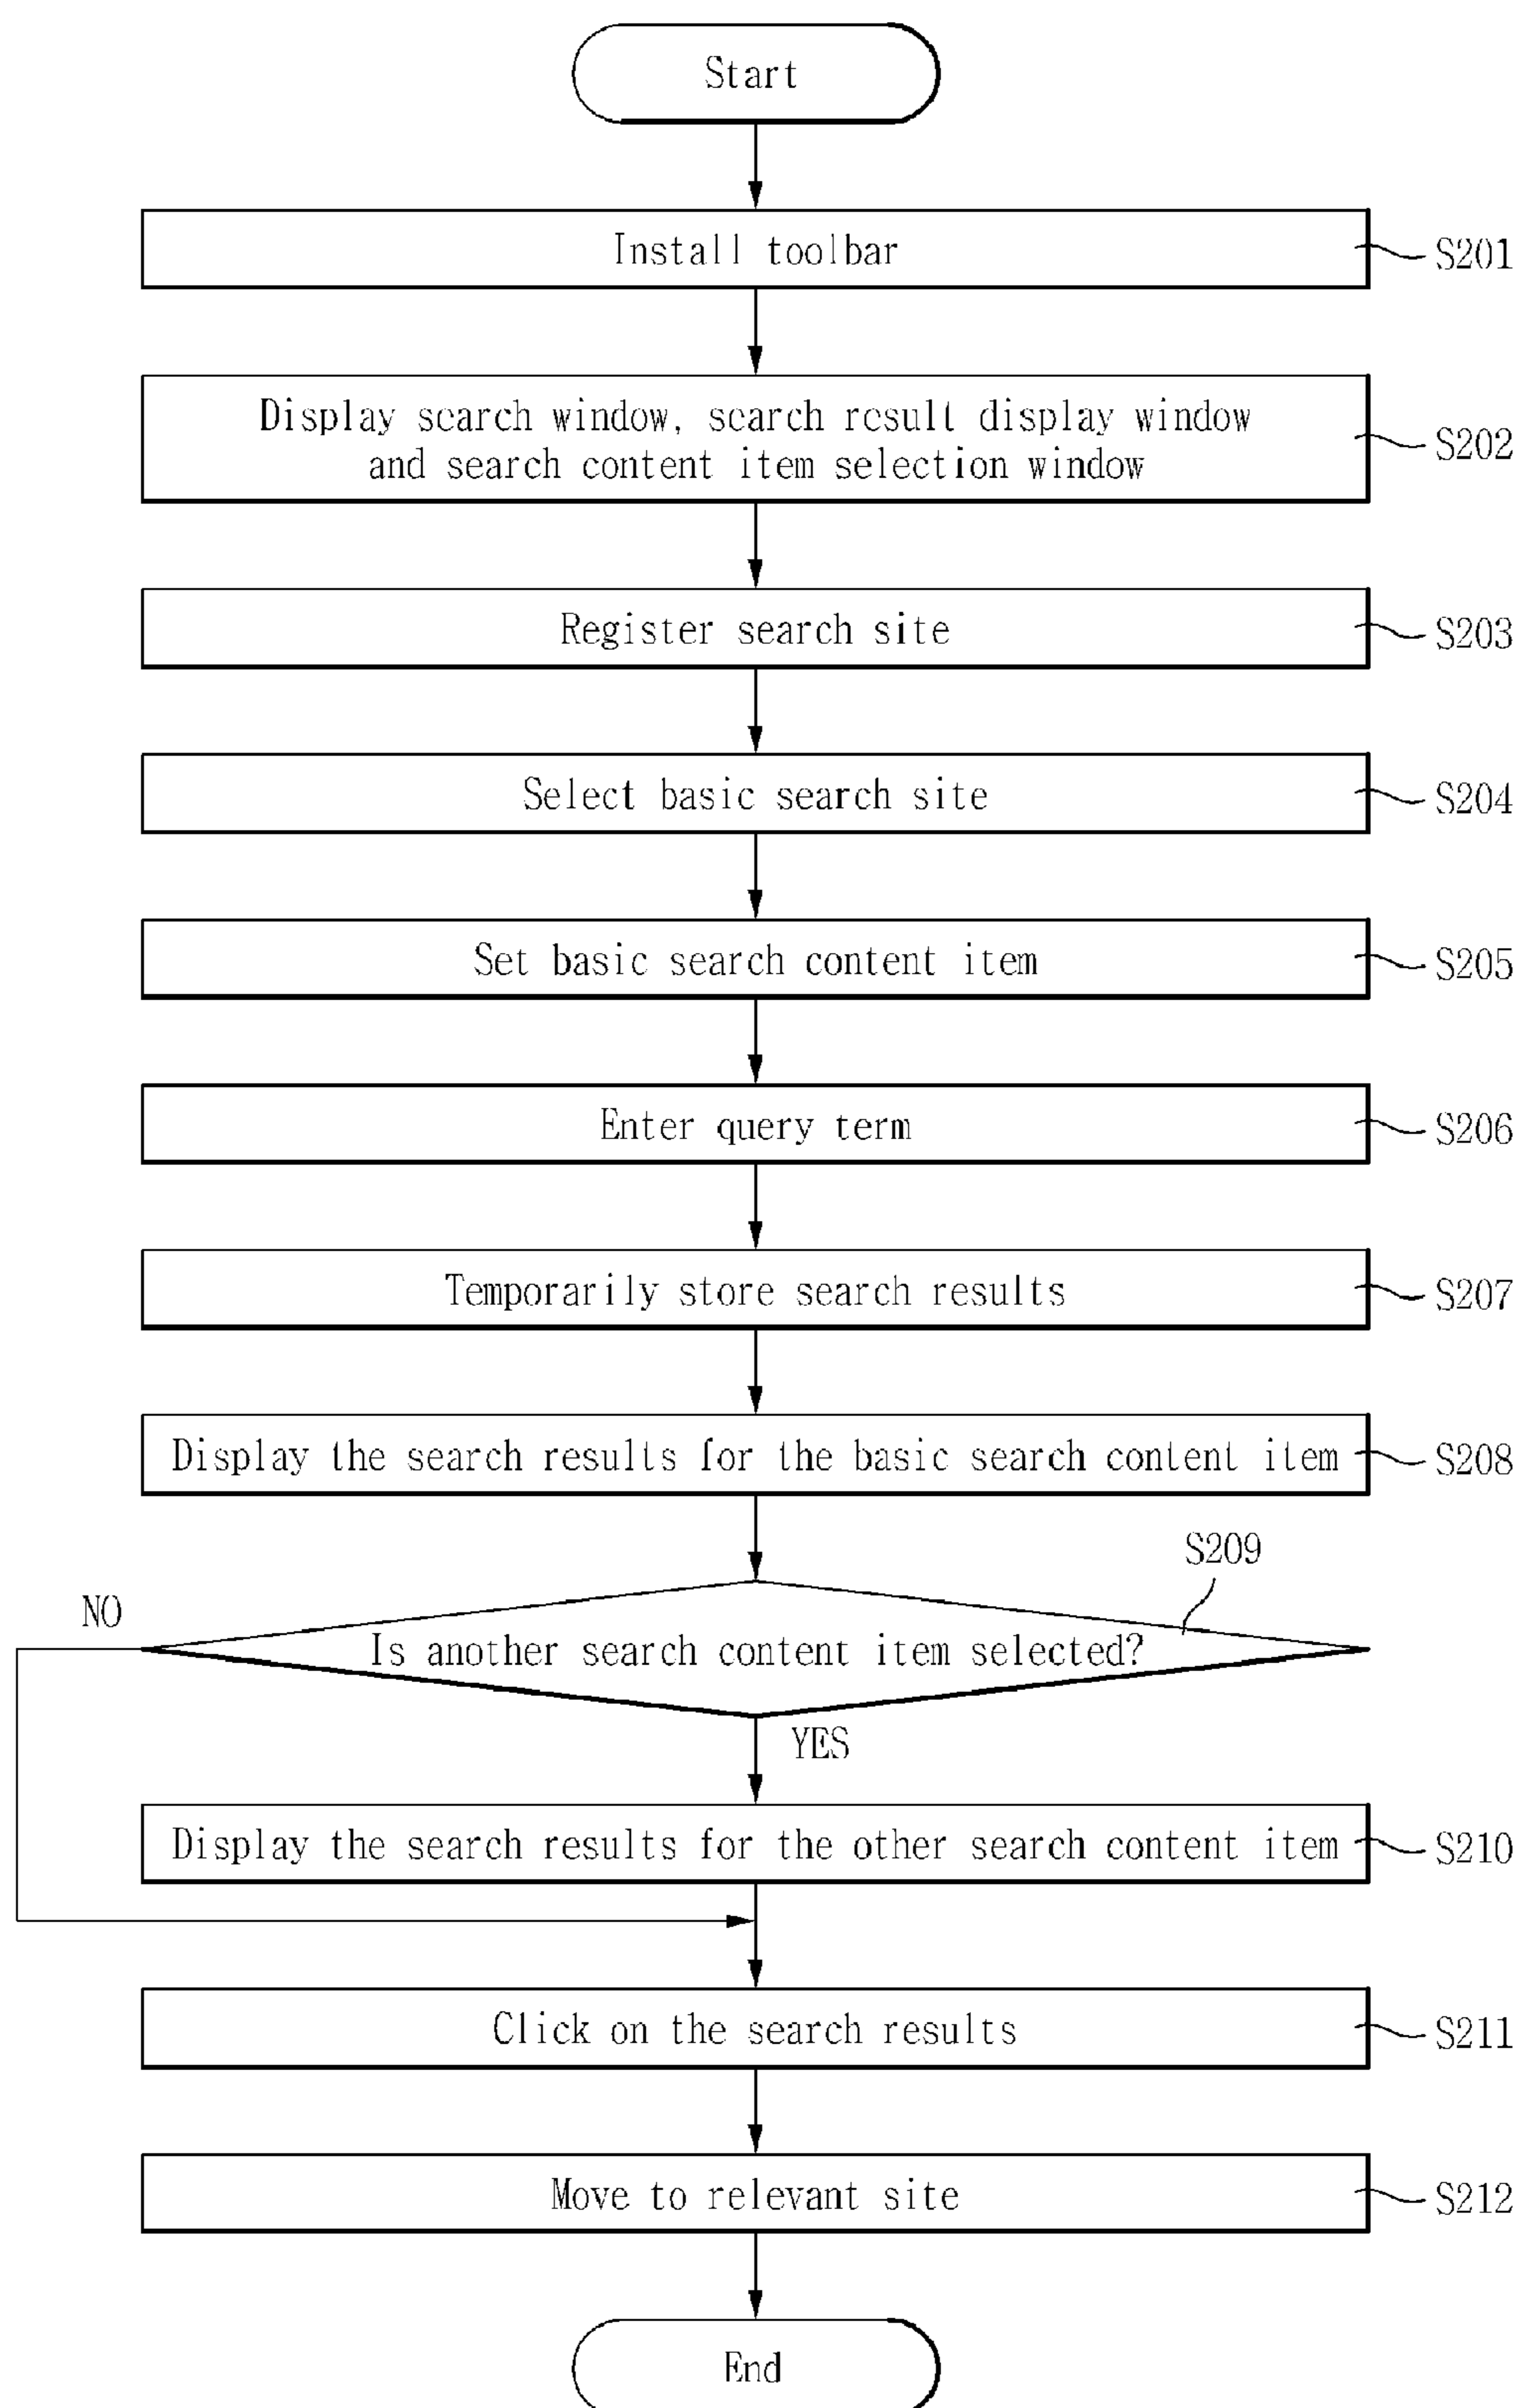 Start
Install toolbar
S201
Display search window, search result display window
and search content item selection window
S202
Register search site
S203
Select basic search site
S204
Set basic search content item
S205
Enter query term
S206
Temporarily store search results
S207
Display the search results for the basic search content item
S208
S209
NO
Is another search content item selected?
YES
Display the search results for the other search content item
S210
Click on the search results
S211
Move to relevant site
S212
End